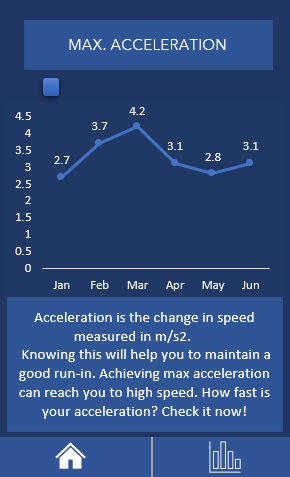 MAX. ACCELERATION
4.5
4
3.5
3
2.5
2
1.5
1
0.5
0
2.7
3.7
4.2
3.1
2.8
3.1
Jan Feb Mar Apr May Jun
Acceleration is the change in speed
measured in m/s2.
Knowing this will help you to maintain a
good run-in. Achieving max acceleration
can reach you to high speed. How fast is
your acceleration? Check it now!